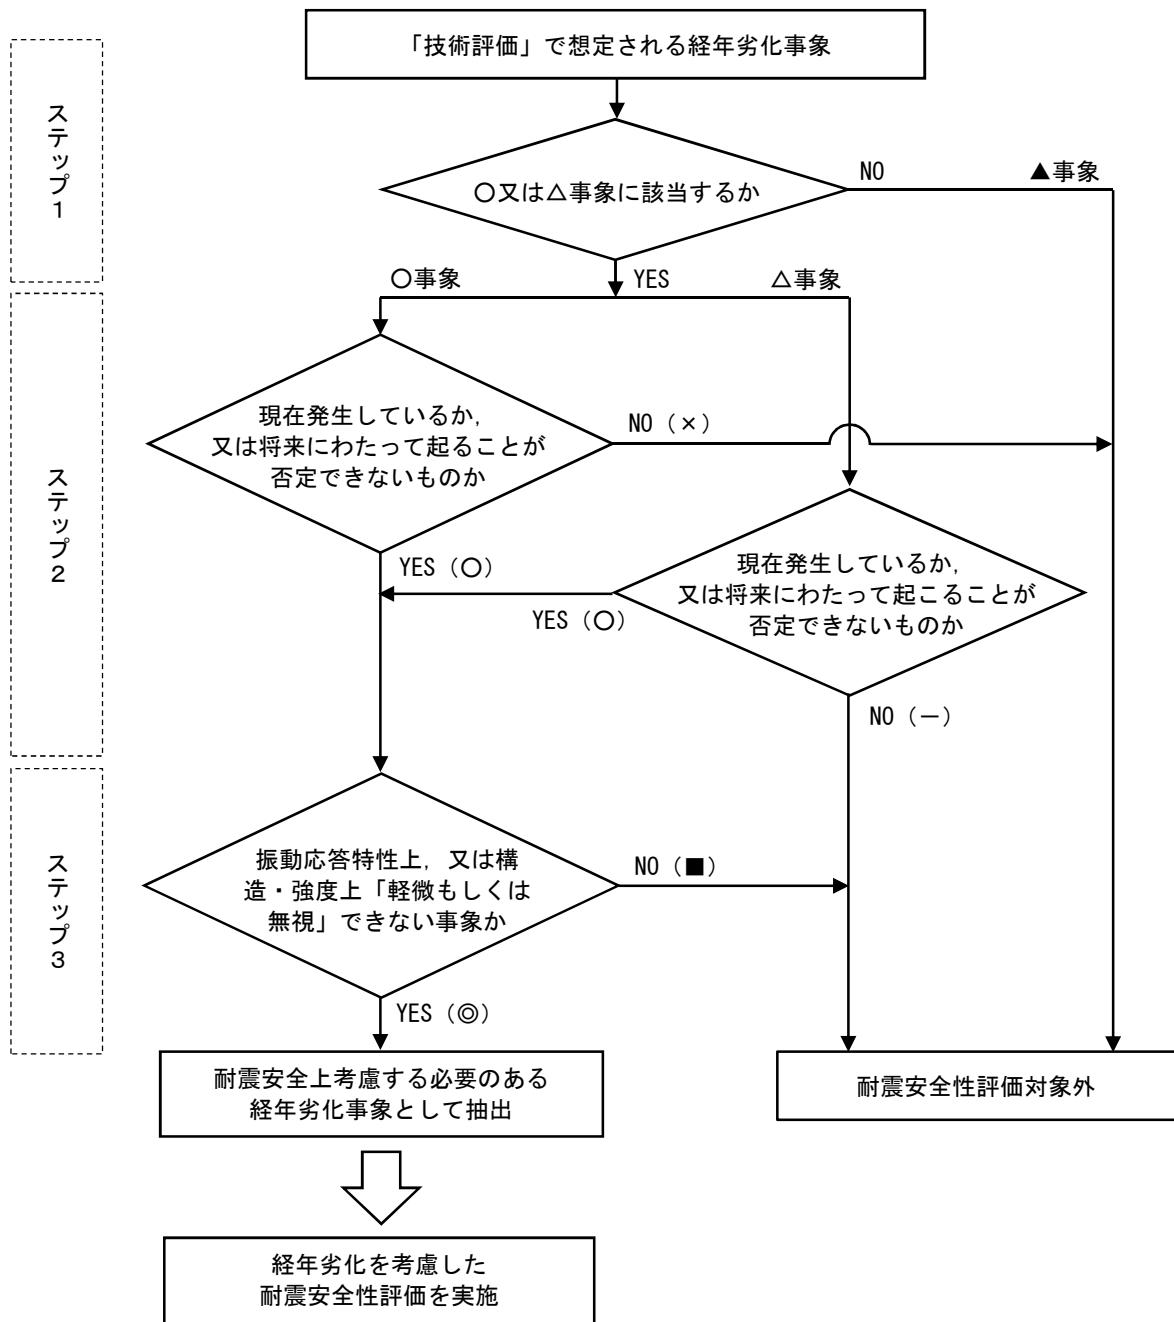 「技術評価」で想定される経年劣化事象
ステップ1
○又は△事象に該当するか
NO
▲事象
○事象
YES
△事象
ステップ2
現在発生しているか,
又は将来にわたって起ることが
否定できないものか
NO（×）
YES（○）
現在発生しているか,
又は将来にわたって起こることが
否定できないものか
YES（○）
NO（－）
ステップ3
振動応答特性上，又は構
造・強度上「軽微もしくは
無視」できない事象か
NO（■）
YES（◎）
耐震安全上考慮する必要のある
経年劣化事象として抽出
耐震安全性評価対象外
経年劣化を考慮した
耐震安全性評価を実施